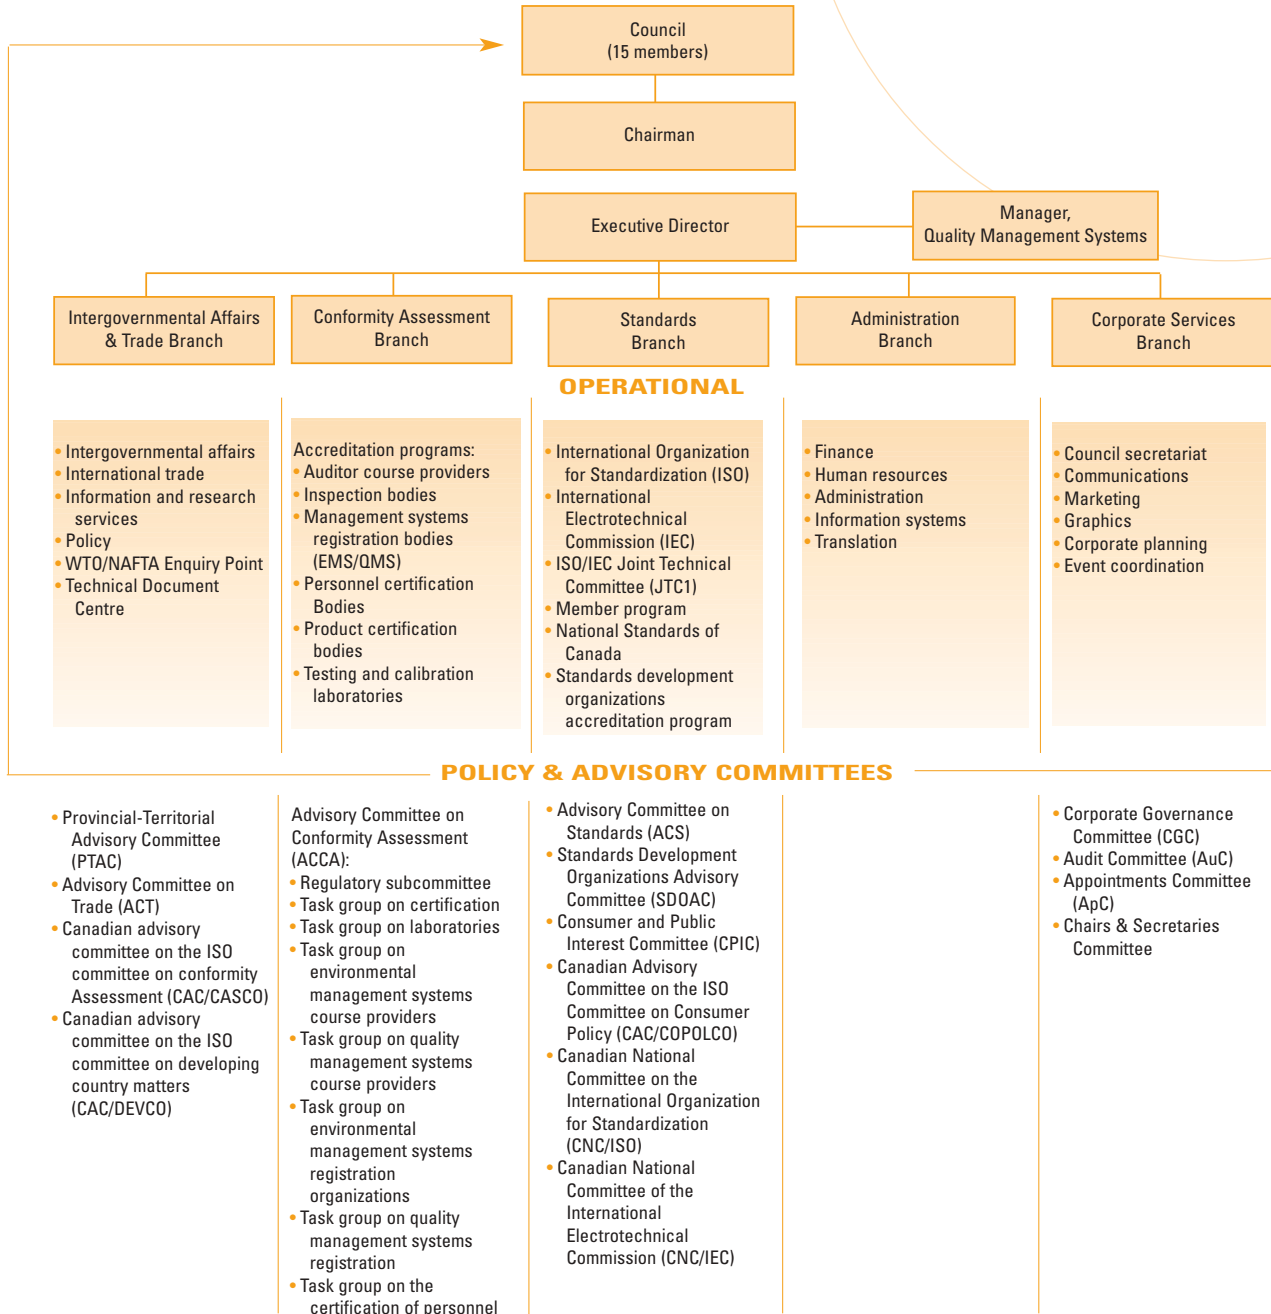 Council
(15 members)
Chairman
Executive Director
Manager,
Quality Management Systems
Intergovernmental Affairs
& Trade Branch
Conformity Assessment
Branch
Standards
Branch
Administration
Branch
Corporate Services
Branch
OPERATIONAL
• Intergovernmental affairs
• International trade
• Information and research
services
• Policy
• WTO/NAFTA Enquiry Point
• Technical Document
Centre
Accreditation programs:
• Auditor course providers
• Inspection bodies
• Management systems
registration bodies
(EMS/QMS)
• Personnel certification
Bodies
• Product certification
bodies
• Testing and calibration
laboratories
• International Organization
for Standardization (ISO)
• International
Electrotechnical
Commission (IEC)
• ISO/IEC Joint Technical
Committee (JTC1)
• Member program
• National Standards of
Canada
• Standards development
organizations
accreditation program
• Finance
• Human resources
• Administration
• Information systems
• Translation
• Council secretariat
• Communications
• Marketing
• Graphics
• Corporate planning
• Event coordination
POLICY & ADVISORY COMMITTEES
• Provincial-Territorial
Advisory Committee
(PTAC)
• Advisory Committee on
Trade (ACT)
• Canadian advisory
committee on the ISO
committee on conformity
Assessment (CAC/CASCO)
• Canadian advisory
committee on the ISO
committee on developing
country matters
(CAC/DEVCO)
Advisory Committee on
Conformity Assessment
(ACCA):
• Regulatory subcommittee
• Task group on certification
• Task group on laboratories
• Task group on
environmental
management systems
course providers
• Task group on quality
management systems
course providers
• Task group on
environmental
management systems
registration
organizations
• Task group on quality
management systems
registration
• Task group on the
certification of personnel
• Advisory Committee on
Standards (ACS)
• Standards Development
Organizations Advisory
Committee (SDOAC)
• Consumer and Public
Interest Committee (CPIC)
• Canadian Advisory
Committee on the ISO
Committee on Consumer
Policy (CAC/COPOLCO)
• Canadian National
Committee on the
International Organization
for Standardization
(CNC/ISO)
• Canadian National
Committee of the
International
Electrotechnical
Commission (CNC/IEC)
• Corporate Governance
Committee (CGC)
• Audit Committee (AuC)
• Appointments Committee
(ApC)
• Chairs & Secretaries
Committee